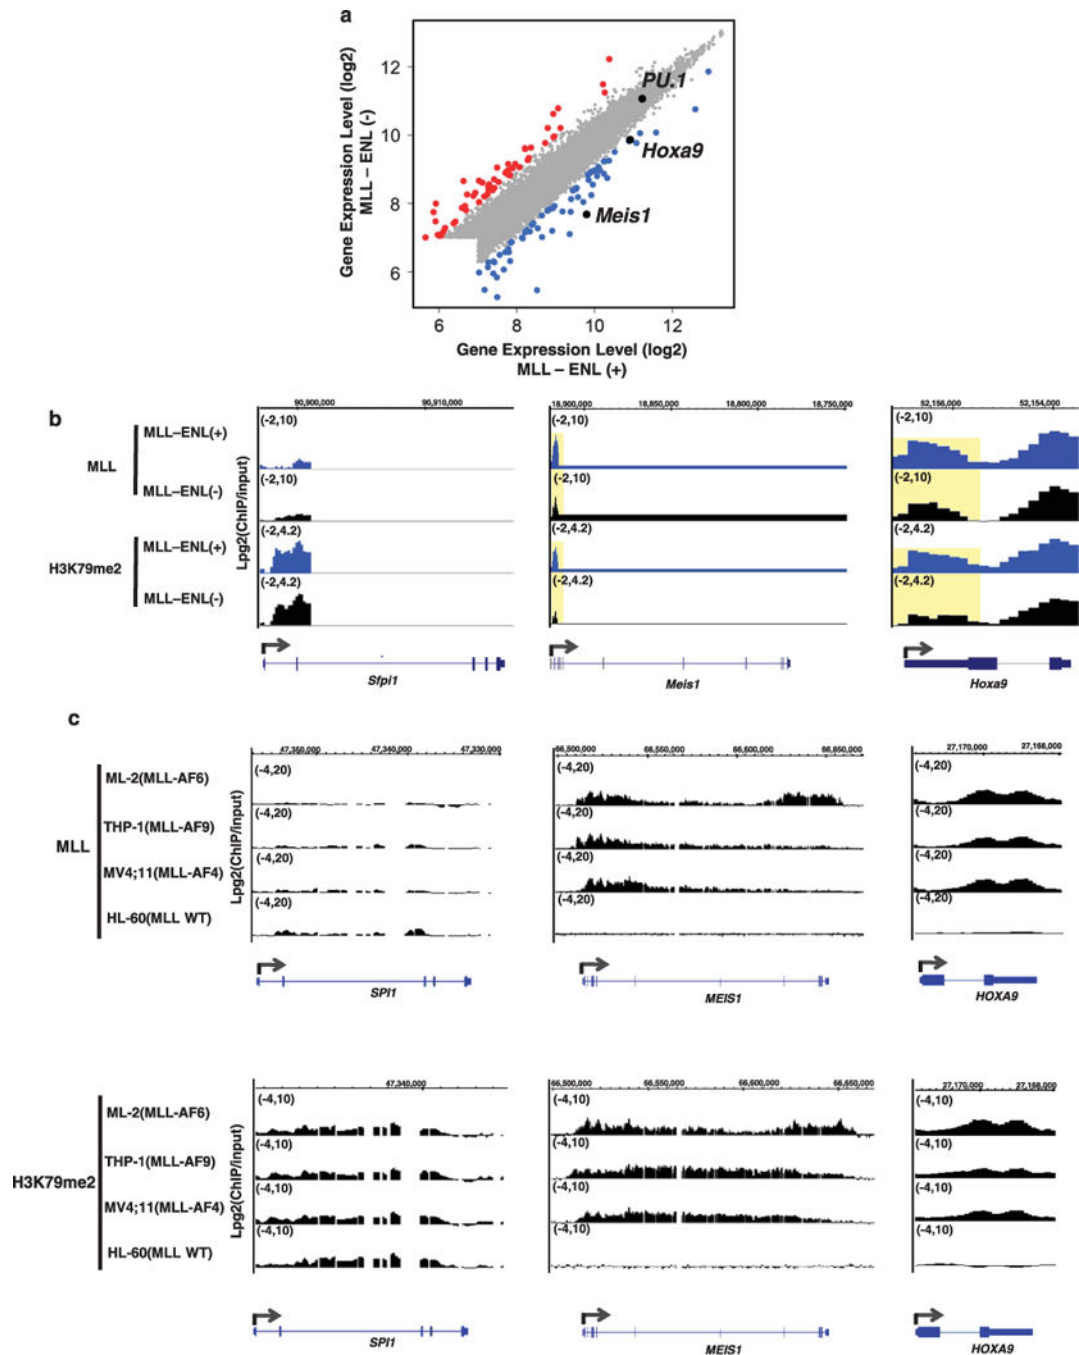 a
Gene Expression Level (log2)
MLL – ENL (-)
12
10
8
6
PU.1
Hoxa9
Meis1
6 8 10 12
Gene Expression Level (log2)
MLL – ENL (+)
b
90,900,000 90,910,000
18,900,000 18,850,000 18,800,000 18,750,000
52,156,000 52,154,000
MLL
H3K79me2
MLL–ENL(+)
MLL–ENL(-)
MLL–ENL(+)
MLL–ENL(-)
Lpg2(ChIP/input)
(-2,10)
(-2,10)
(-2,4.2)
(-2,4.2)
(-2,10)
(-2,10)
(-2,4.2)
(-2,4.2)
(-2,10)
(-2,10)
(-2,4.2)
(-2,4.2)
Sfpi1
Meis1
Hoxa9
c
47,350,000 47,340,000 47,330,000
66,500,000 66,550,000 66,600,000 66,650,000
27,170,000 27,168,000
MLL
ML-2(MLL-AF6)
THP-1(MLL-AF9)
MV4;11(MLL-AF4)
HL-60(MLL WT)
Lpg2(ChIP/input)
(-4,20)
(-4,20)
(-4,20)
(-4,20)
(-4,20)
(-4,20)
(-4,20)
(-4,20)
(-4,20)
(-4,20)
(-4,20)
(-4,20)
SPI1
MEIS1
HOXA9
47,340,000
66,500,000 66,550,000 66,600,000 66,650,000
27,170,000 27,168,000
H3K79me2
ML-2(MLL-AF6)
THP-1(MLL-AF9)
MV4;11(MLL-AF4)
HL-60(MLL WT)
Lpg2(ChIP/input)
(-4,10)
(-4,10)
(-4,10)
(-4,10)
(-4,10)
(-4,10)
(-4,10)
(-4,10)
(-4,10)
(-4,10)
(-4,10)
(-4,10)
SPI1
MEIS1
HOXA9